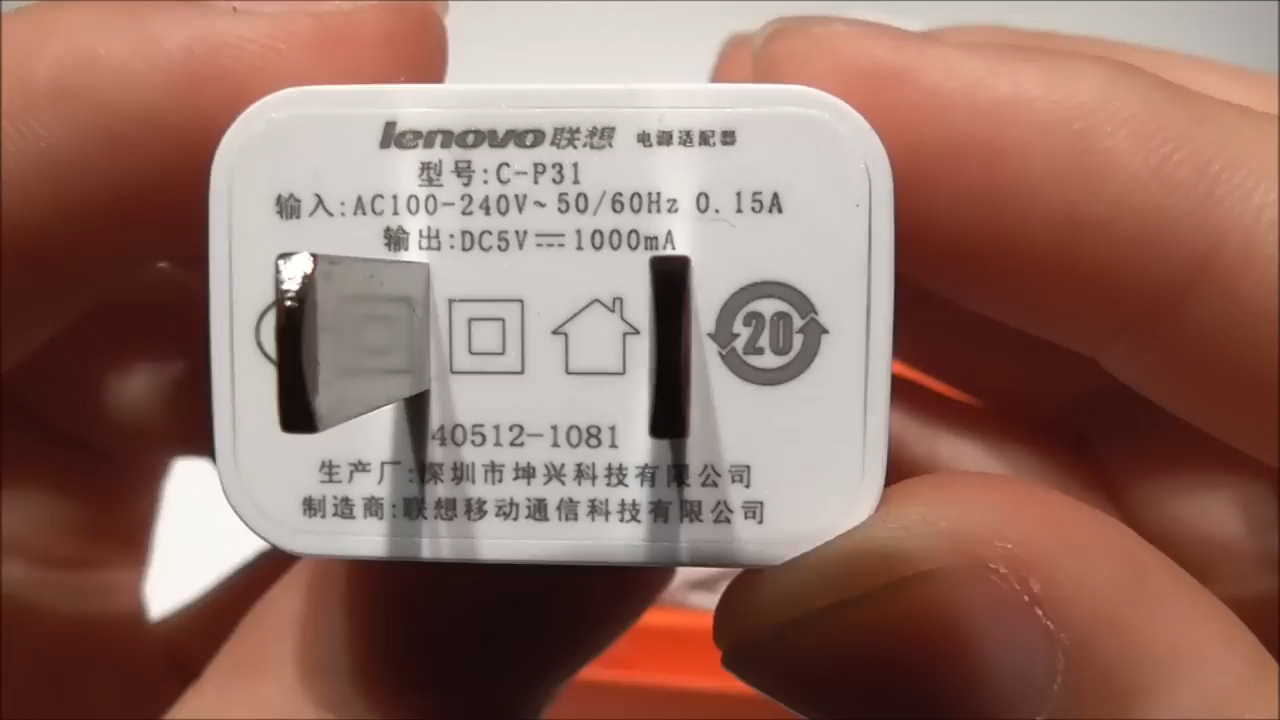 lenovo联想 电源适配器
型号:C-P31
输入:AC100-240V~50/60Hz 0.15A
输出:DC5V⎓1000mA
20
40512-1081
生产厂:深圳市坤兴科技有限公司
制造商:联想移动通信科技有限公司